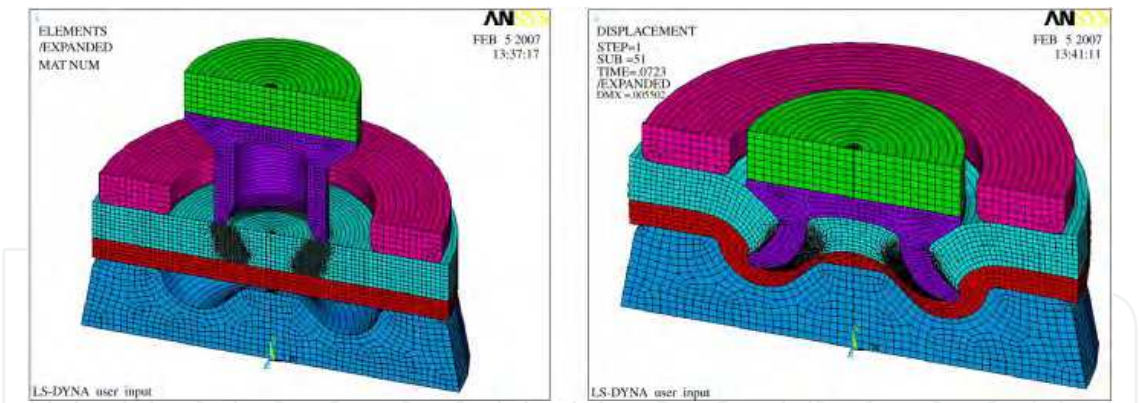 ELEMENTS
/EXPANDED
MAT NUM
ANSYS
FEB 5 2007
13:37:17
LS-DYNA user input
DISPLACEMENT
STEP=1
SUB =51
TIME=.0723
/EXPANDED
DMX =.005502
ANSYS
FEB 5 2007
13:41:11
LS-DYNA user input